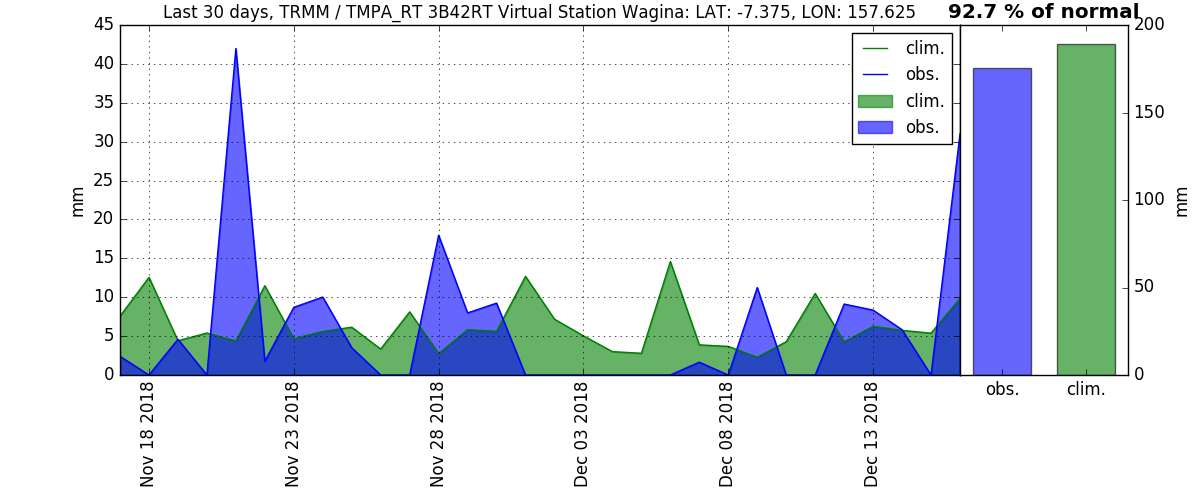 Last 30 days, TRMM / TMPA_RT 3B42RT Virtual Station Wagina: LAT: -7.375, LON: 157.625
92.7 % of normal
45
40
35
30
25
20
15
10
5
0
mm
clim.
obs.
clim.
obs.
Nov 18 2018
Nov 23 2018
Nov 28 2018
Dec 03 2018
Dec 08 2018
Dec 13 2018
200
150
100
50
0
mm
obs.
clim.